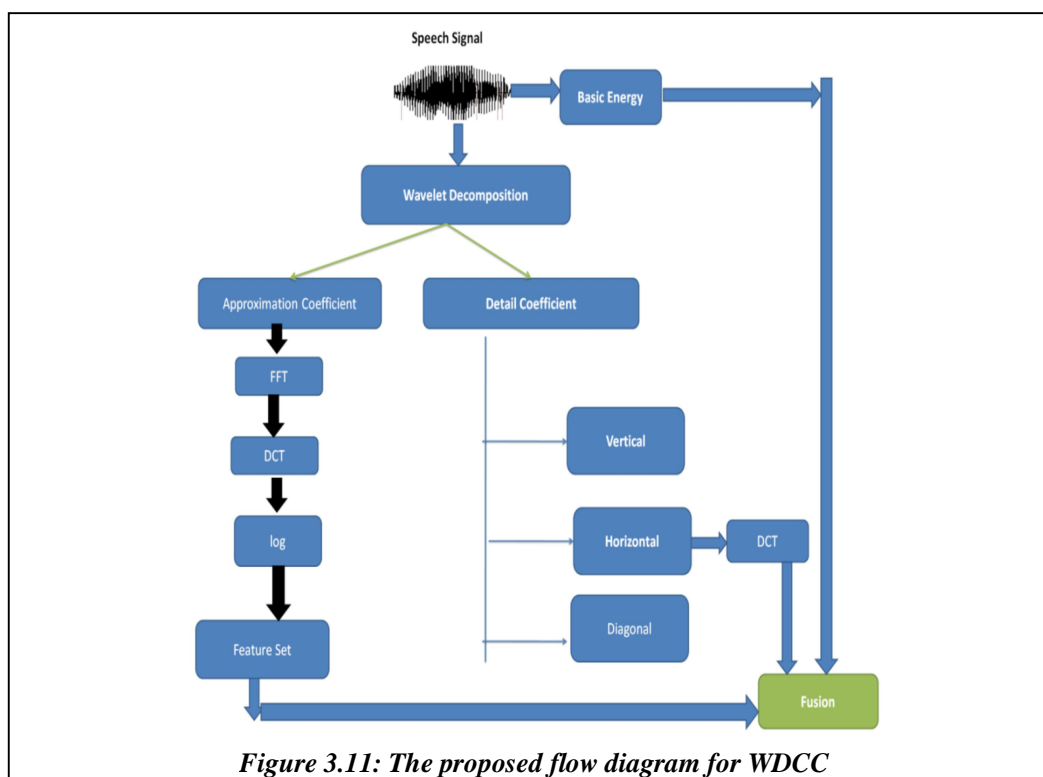 Speech Signal
Basic Energy
Wavelet Decomposition
Approximation Coefficient
Detail Coefficient
FFT
DCT
log
Feature Set
Vertical
Horizontal
DCT
Diagonal
Fusion
Figure 3.11: The proposed flow diagram for WDCC